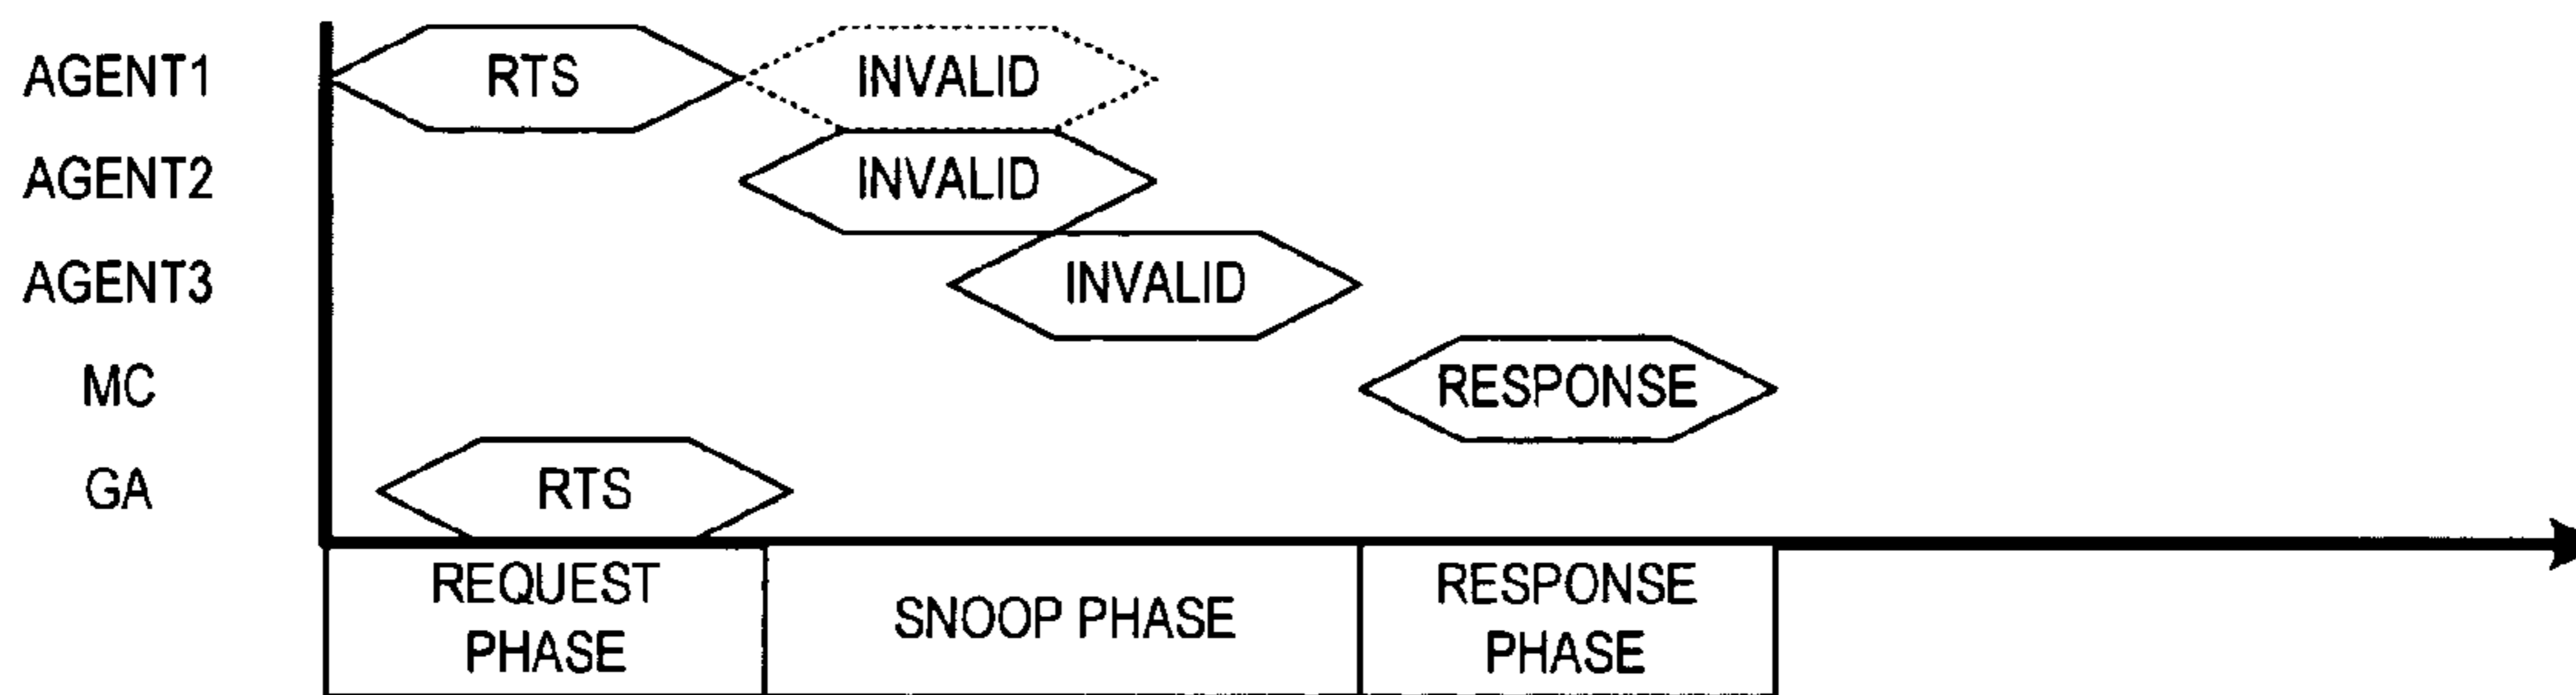 AGENT1 RTS INVALID
AGENT2 INVALID
AGENT3 INVALID
MC RESPONSE
GA RTS
REQUEST PHASE
SNOOP PHASE
RESPONSE PHASE